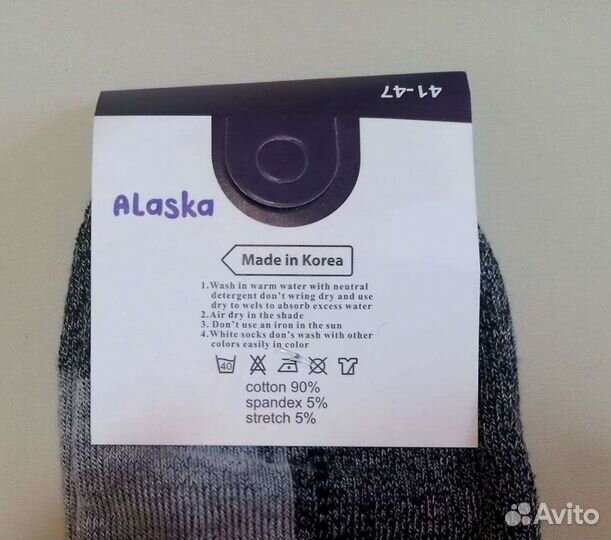 41-47
ALaska
Made in Korea
1.Wash in warm water with neutral
detergent don't wring dry and use
dry to wels to absorb excess water
2.Air dry in the shade
3. Don't use an iron in the sun
4.White socks don's wash with other
colors easily in color
40
cotton 90%
spandex 5%
stretch 5%
Avito